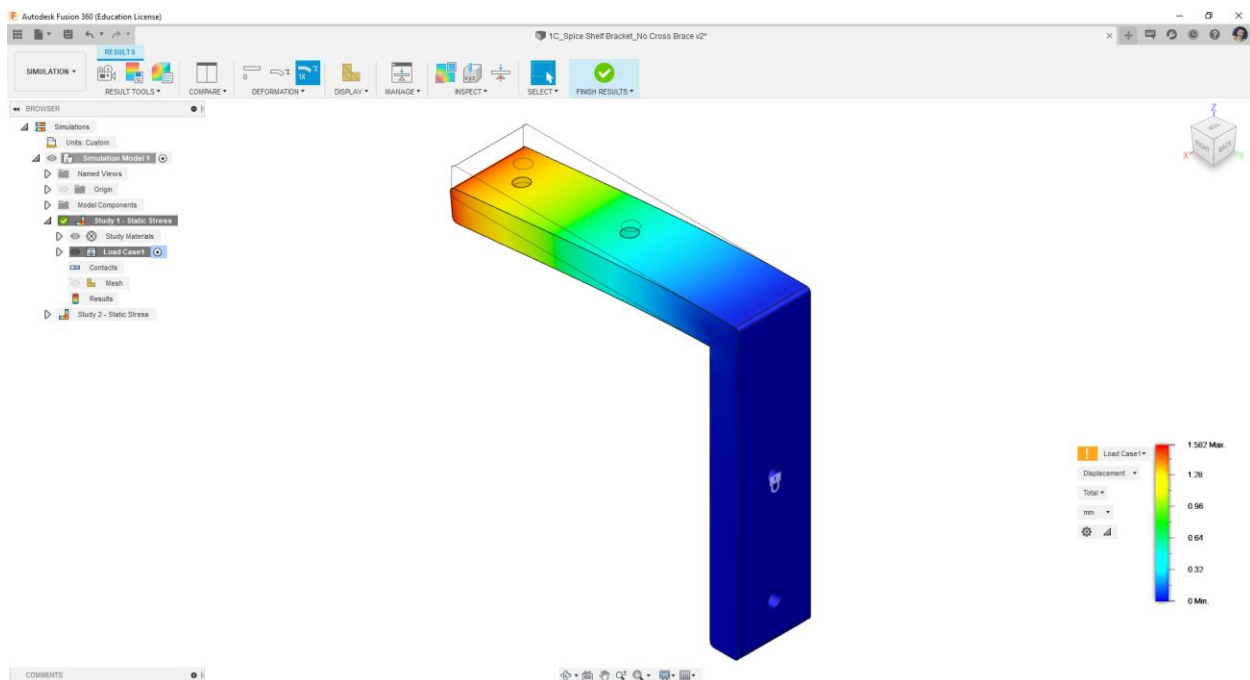 Autodesk Fusion 360 (Education License)
1C_Spice Shelf Bracket_No Cross Brace v2*
RESULTS
SIMULATION
RESULT TOOLS COMPARE DEFORMATION DISPLAY MANAGE INSPECT SELECT FINISH RESULTS
BROWSER
Simulations
Units: Custom
Simulation Model 1
Named Views
Origin
Model Components
Study 1 - Static Stress
Study Materials
Load Case1
Contacts
Mesh
Results
Study 2 - Static Stress
Z
X
Y
RIGHT
BACK
Load Case1
Displacement
Total
mm
1.582 Max.
1.28
0.96
0.64
0.32
0 Min.
COMMENTS